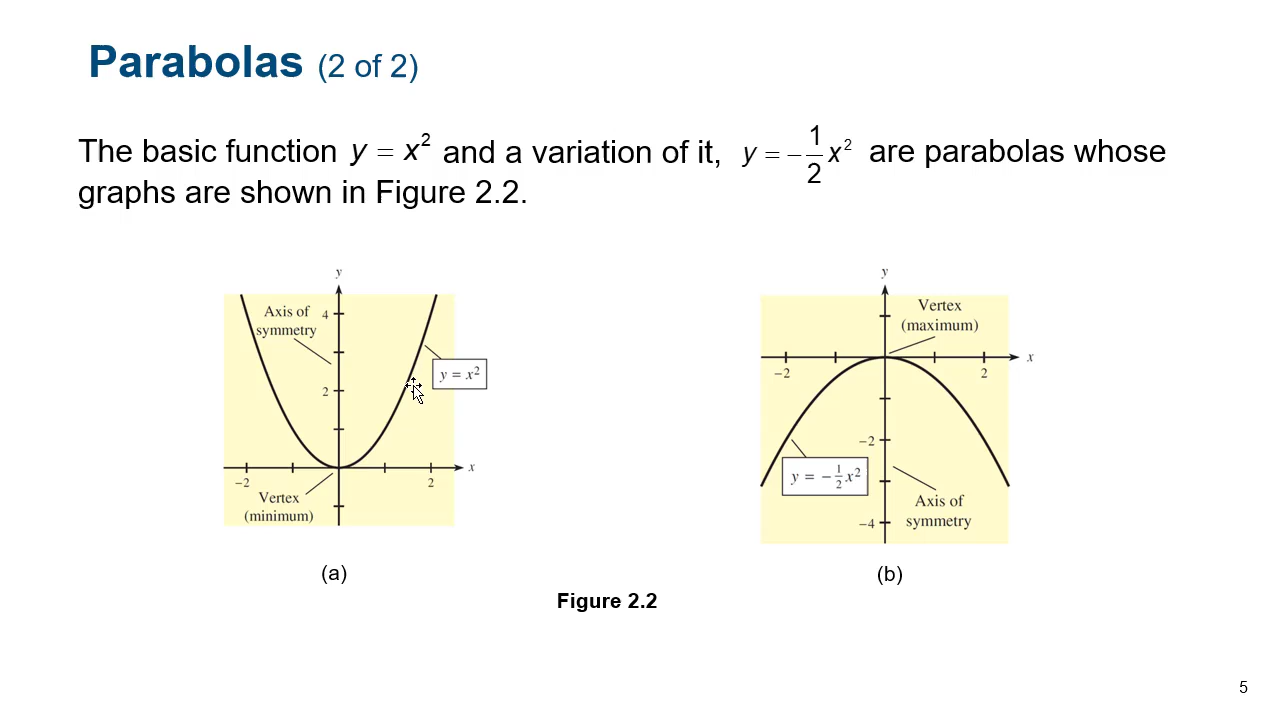 Parabolas (2 of 2)
The basic function y = x² and a variation of it, y = −1/2 x² are parabolas whose
graphs are shown in Figure 2.2.
y
Axis of
symmetry
4
y = x²
2
−2
2
x
Vertex
(minimum)
(a)
y
Vertex
(maximum)
x
−2
2
−2
y = −1/2 x²
Axis of
symmetry
−4
(b)
Figure 2.2
5